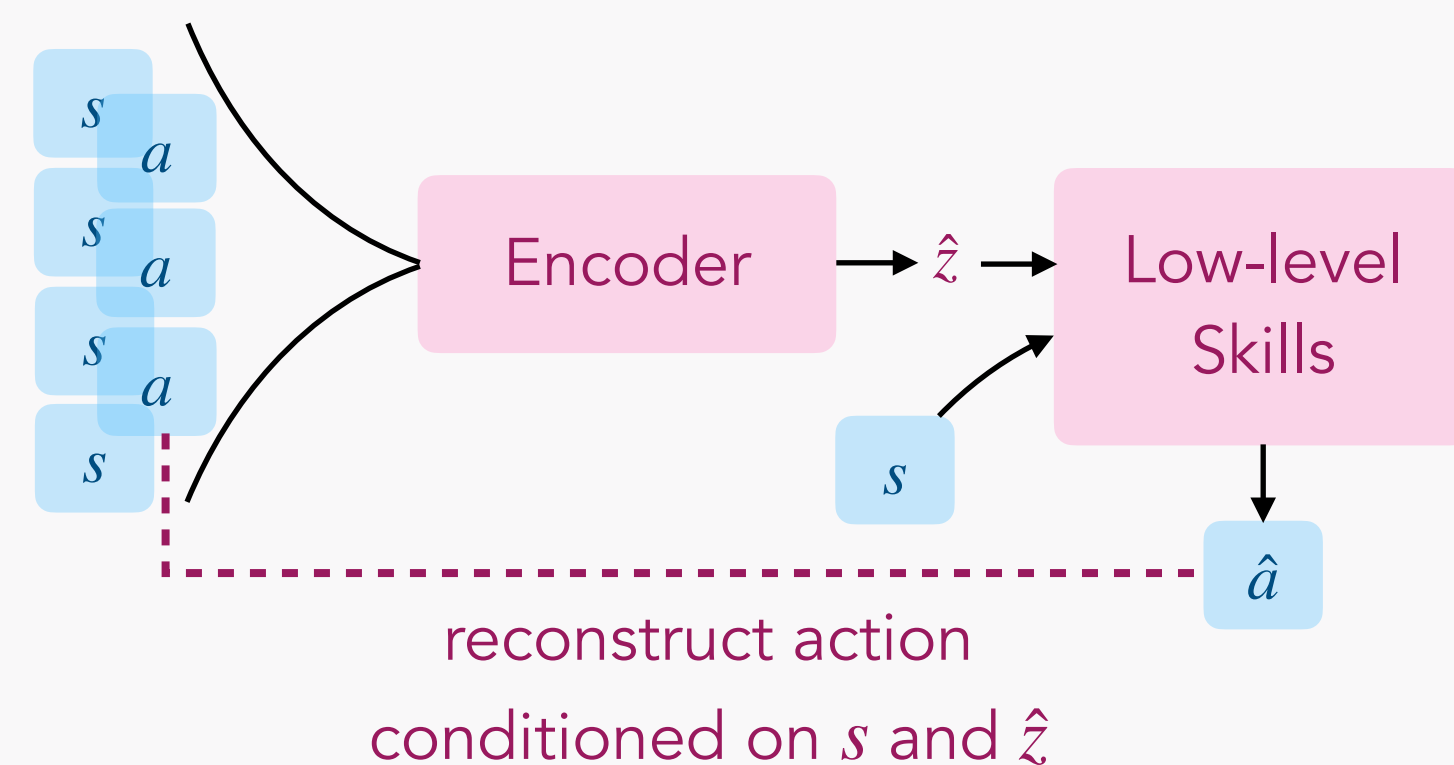 s
a
s
a
s
a
s
Encoder
ẑ
Low-level
Skills
s
â
reconstruct action
conditioned on s and ẑ